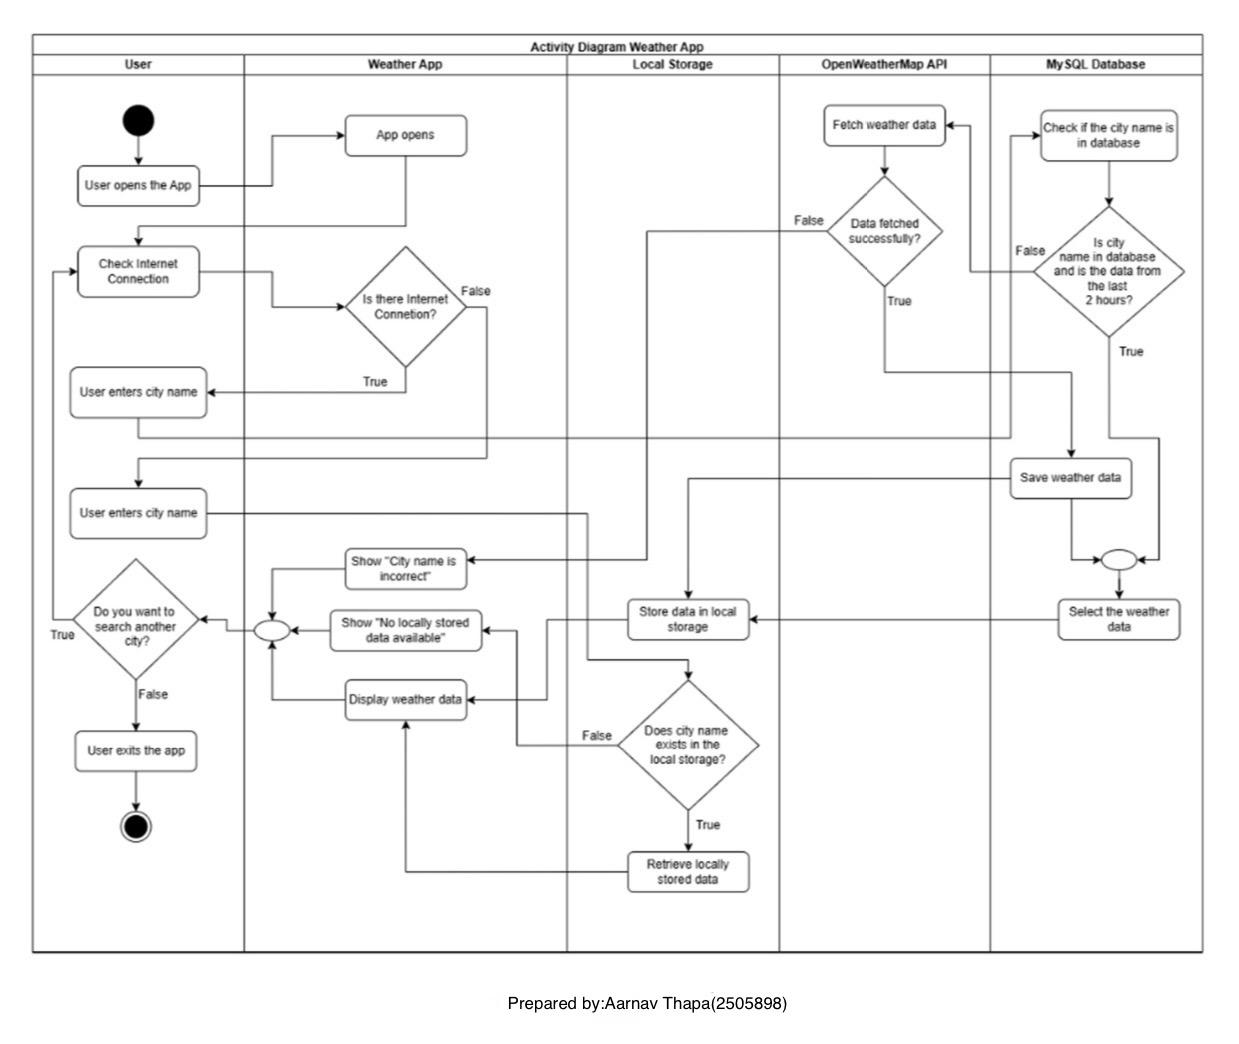 Activity Diagram Weather App
User
Weather App
Local Storage
OpenWeatherMap API
MySQL Database
App opens
Fetch weather data
Check if the city name is
in database
User opens the App
Data fetched
successfully?
False
Is city
name in database
and is the data from
the last
2 hours?
False
Check Internet
Connection
Is there Internet
Connetion?
False
True
True
True
User enters city name
Save weather data
User enters city name
Show "City name is
incorrect"
Do you want to
search another
city?
True
False
Show "No locally stored
data available"
Store data in local
storage
Select the weather
data
Display weather data
Does city name
exists in the
local storage?
False
True
User exits the app
Retrieve locally
stored data
Prepared by:Aarnav Thapa(2505898)